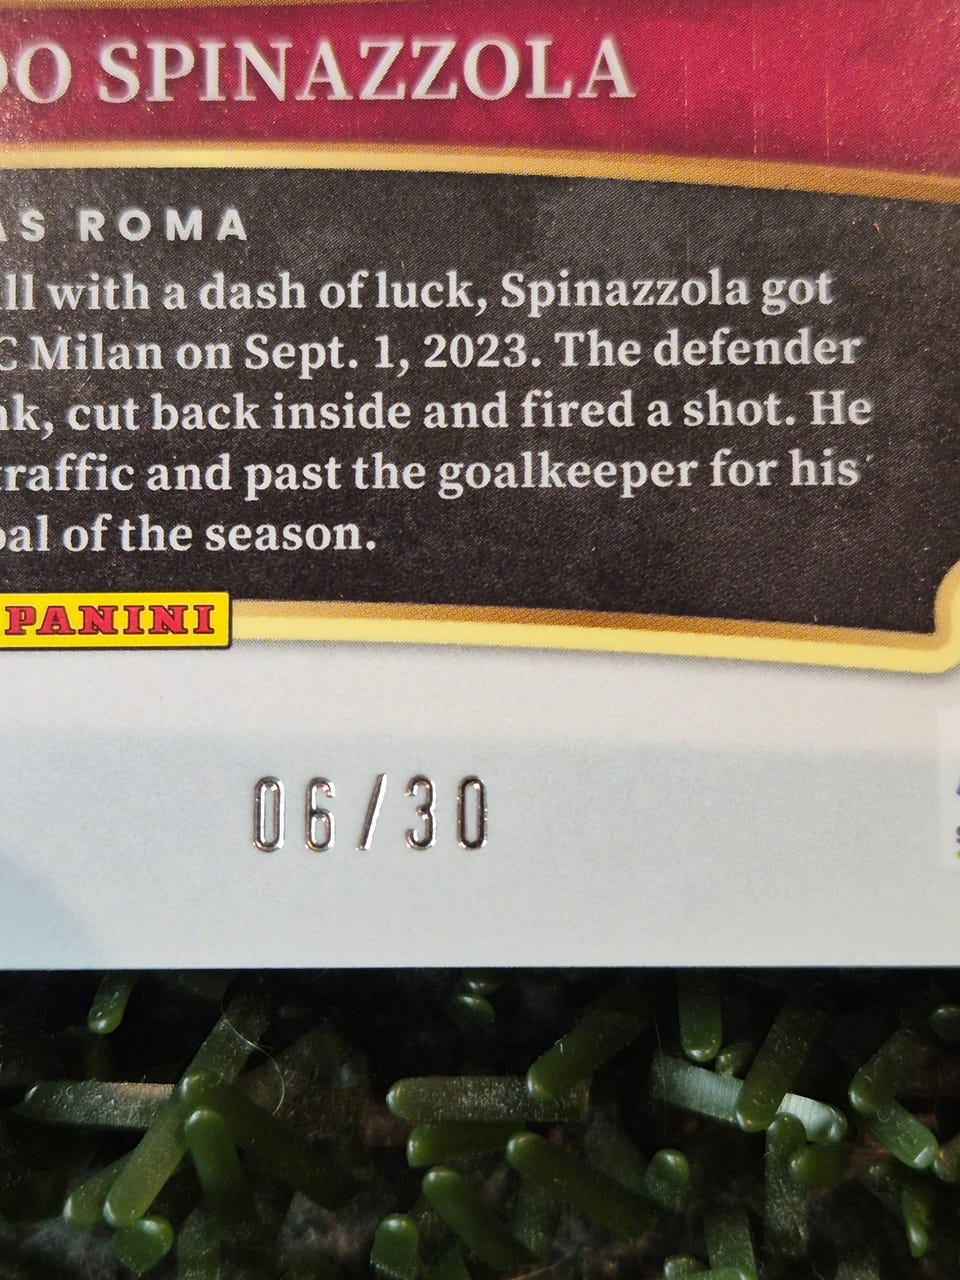 DO SPINAZZOLA
AS ROMA
ll with a dash of luck, Spinazzola got
C Milan on Sept. 1, 2023. The defender
nk, cut back inside and fired a shot. He
traffic and past the goalkeeper for his
oal of the season.
PANINI
06/30